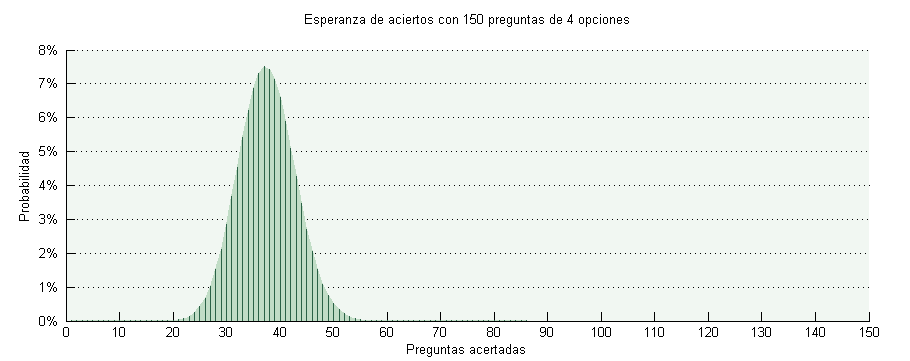 Esperanza de aciertos con 150 preguntas de 4 opciones
8%
7%
6%
5%
4%
3%
2%
1%
0%
Probabilidad
0 10 20 30 40 50 60 70 80 90 100 110 120 130 140 150
Preguntas acertadas